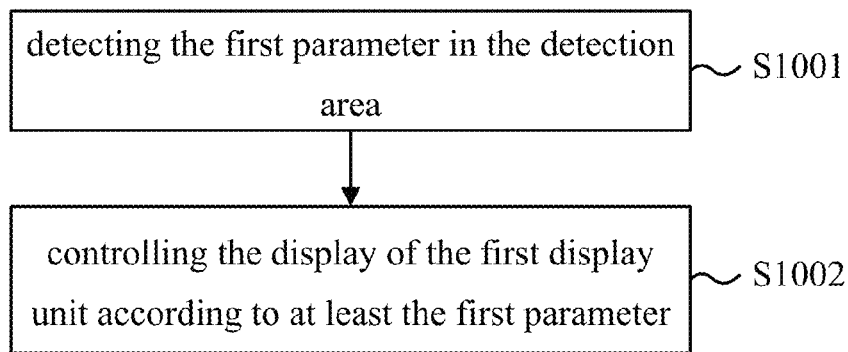 detecting the first parameter in the detection
area
S1001
controlling the display of the first display
unit according to at least the first parameter
S1002